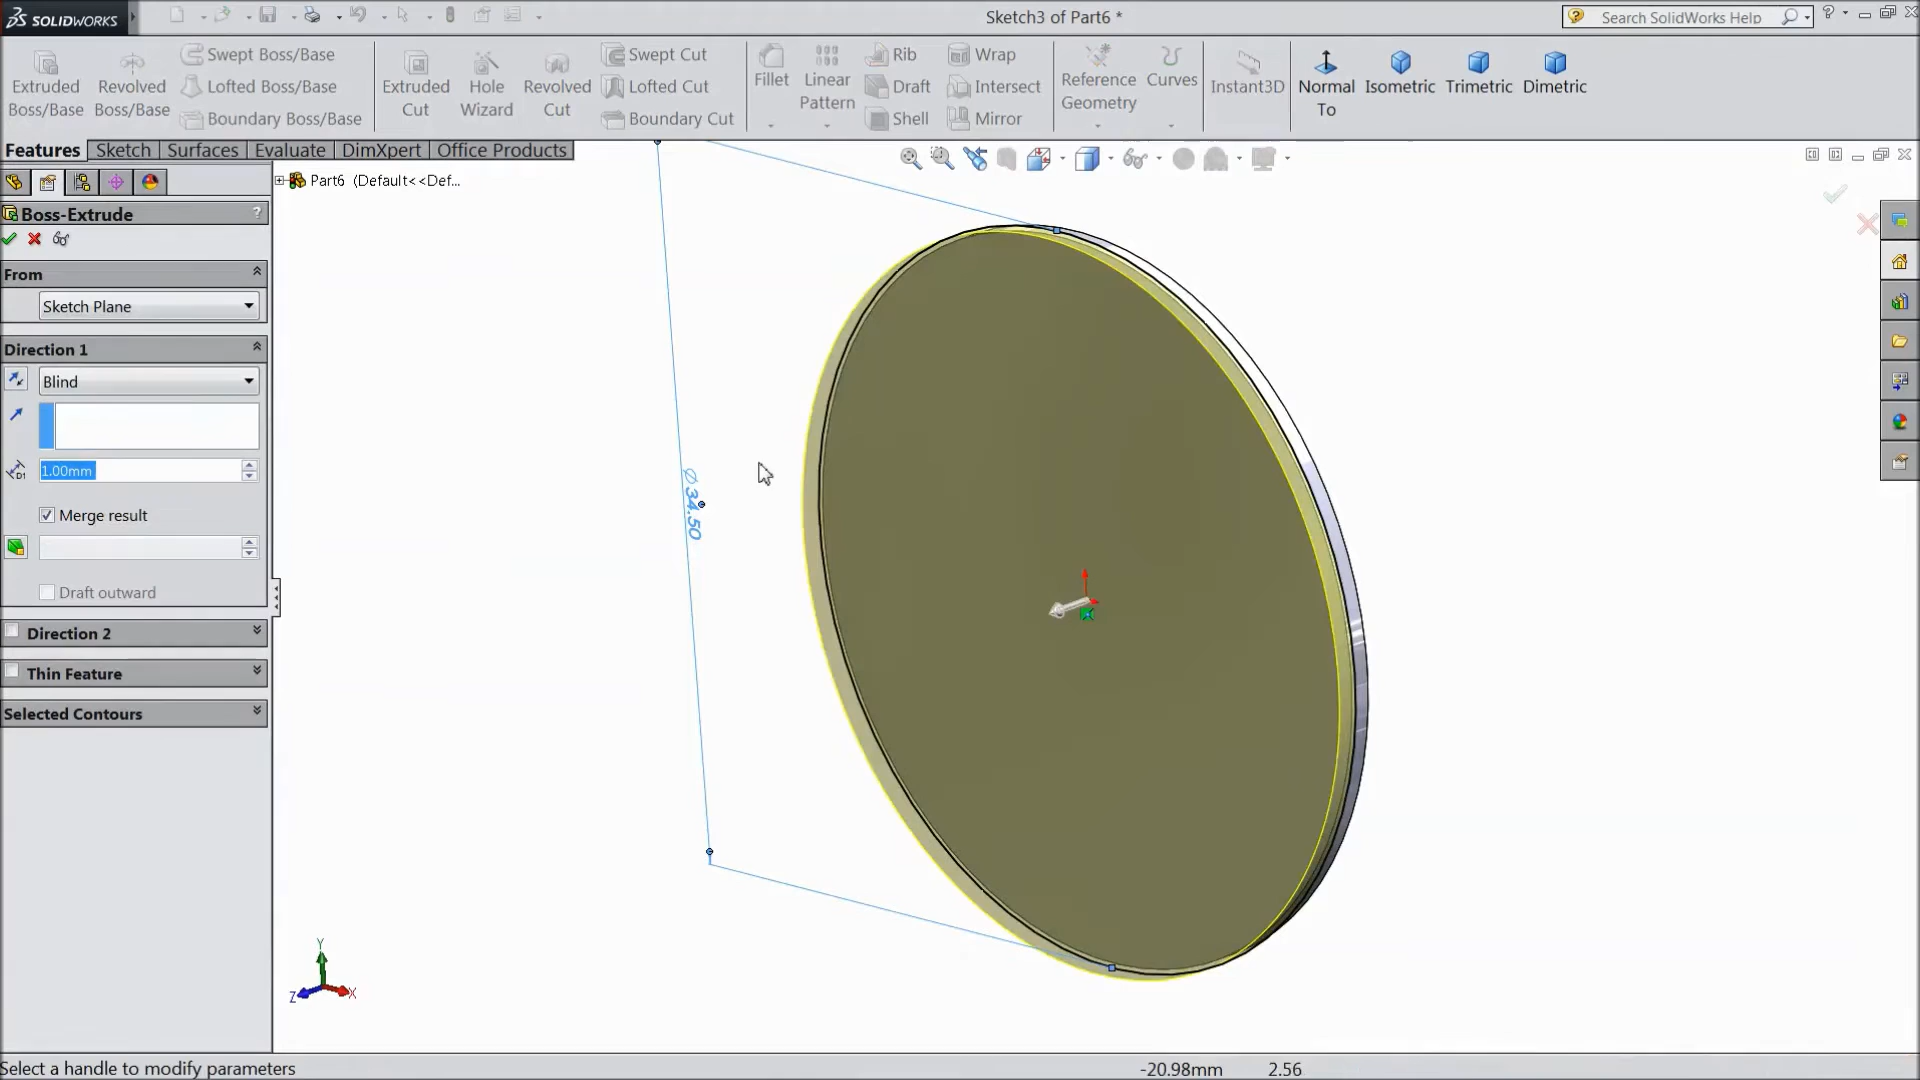 SOLIDWORKS
Sketch3 of Part6 *
Search SolidWorks Help
Extruded Boss/Base
Revolved Boss/Base
Swept Boss/Base
Lofted Boss/Base
Boundary Boss/Base
Extruded Cut
Hole Wizard
Revolved Cut
Swept Cut
Lofted Cut
Boundary Cut
Fillet
Linear Pattern
Rib
Draft
Shell
Wrap
Intersect
Mirror
Reference Geometry
Curves
Instant3D
Normal To
Isometric
Trimetric
Dimetric
Features
Sketch
Surfaces
Evaluate
DimXpert
Office Products
Part6 (Default<<Def...
Boss-Extrude
?
From
Sketch Plane
Direction 1
Blind
D1
1.00mm
Merge result
Draft outward
Direction 2
Thin Feature
Selected Contours
Ø34.50
Y
Z
X
Select a handle to modify parameters
-20.98mm
2.56